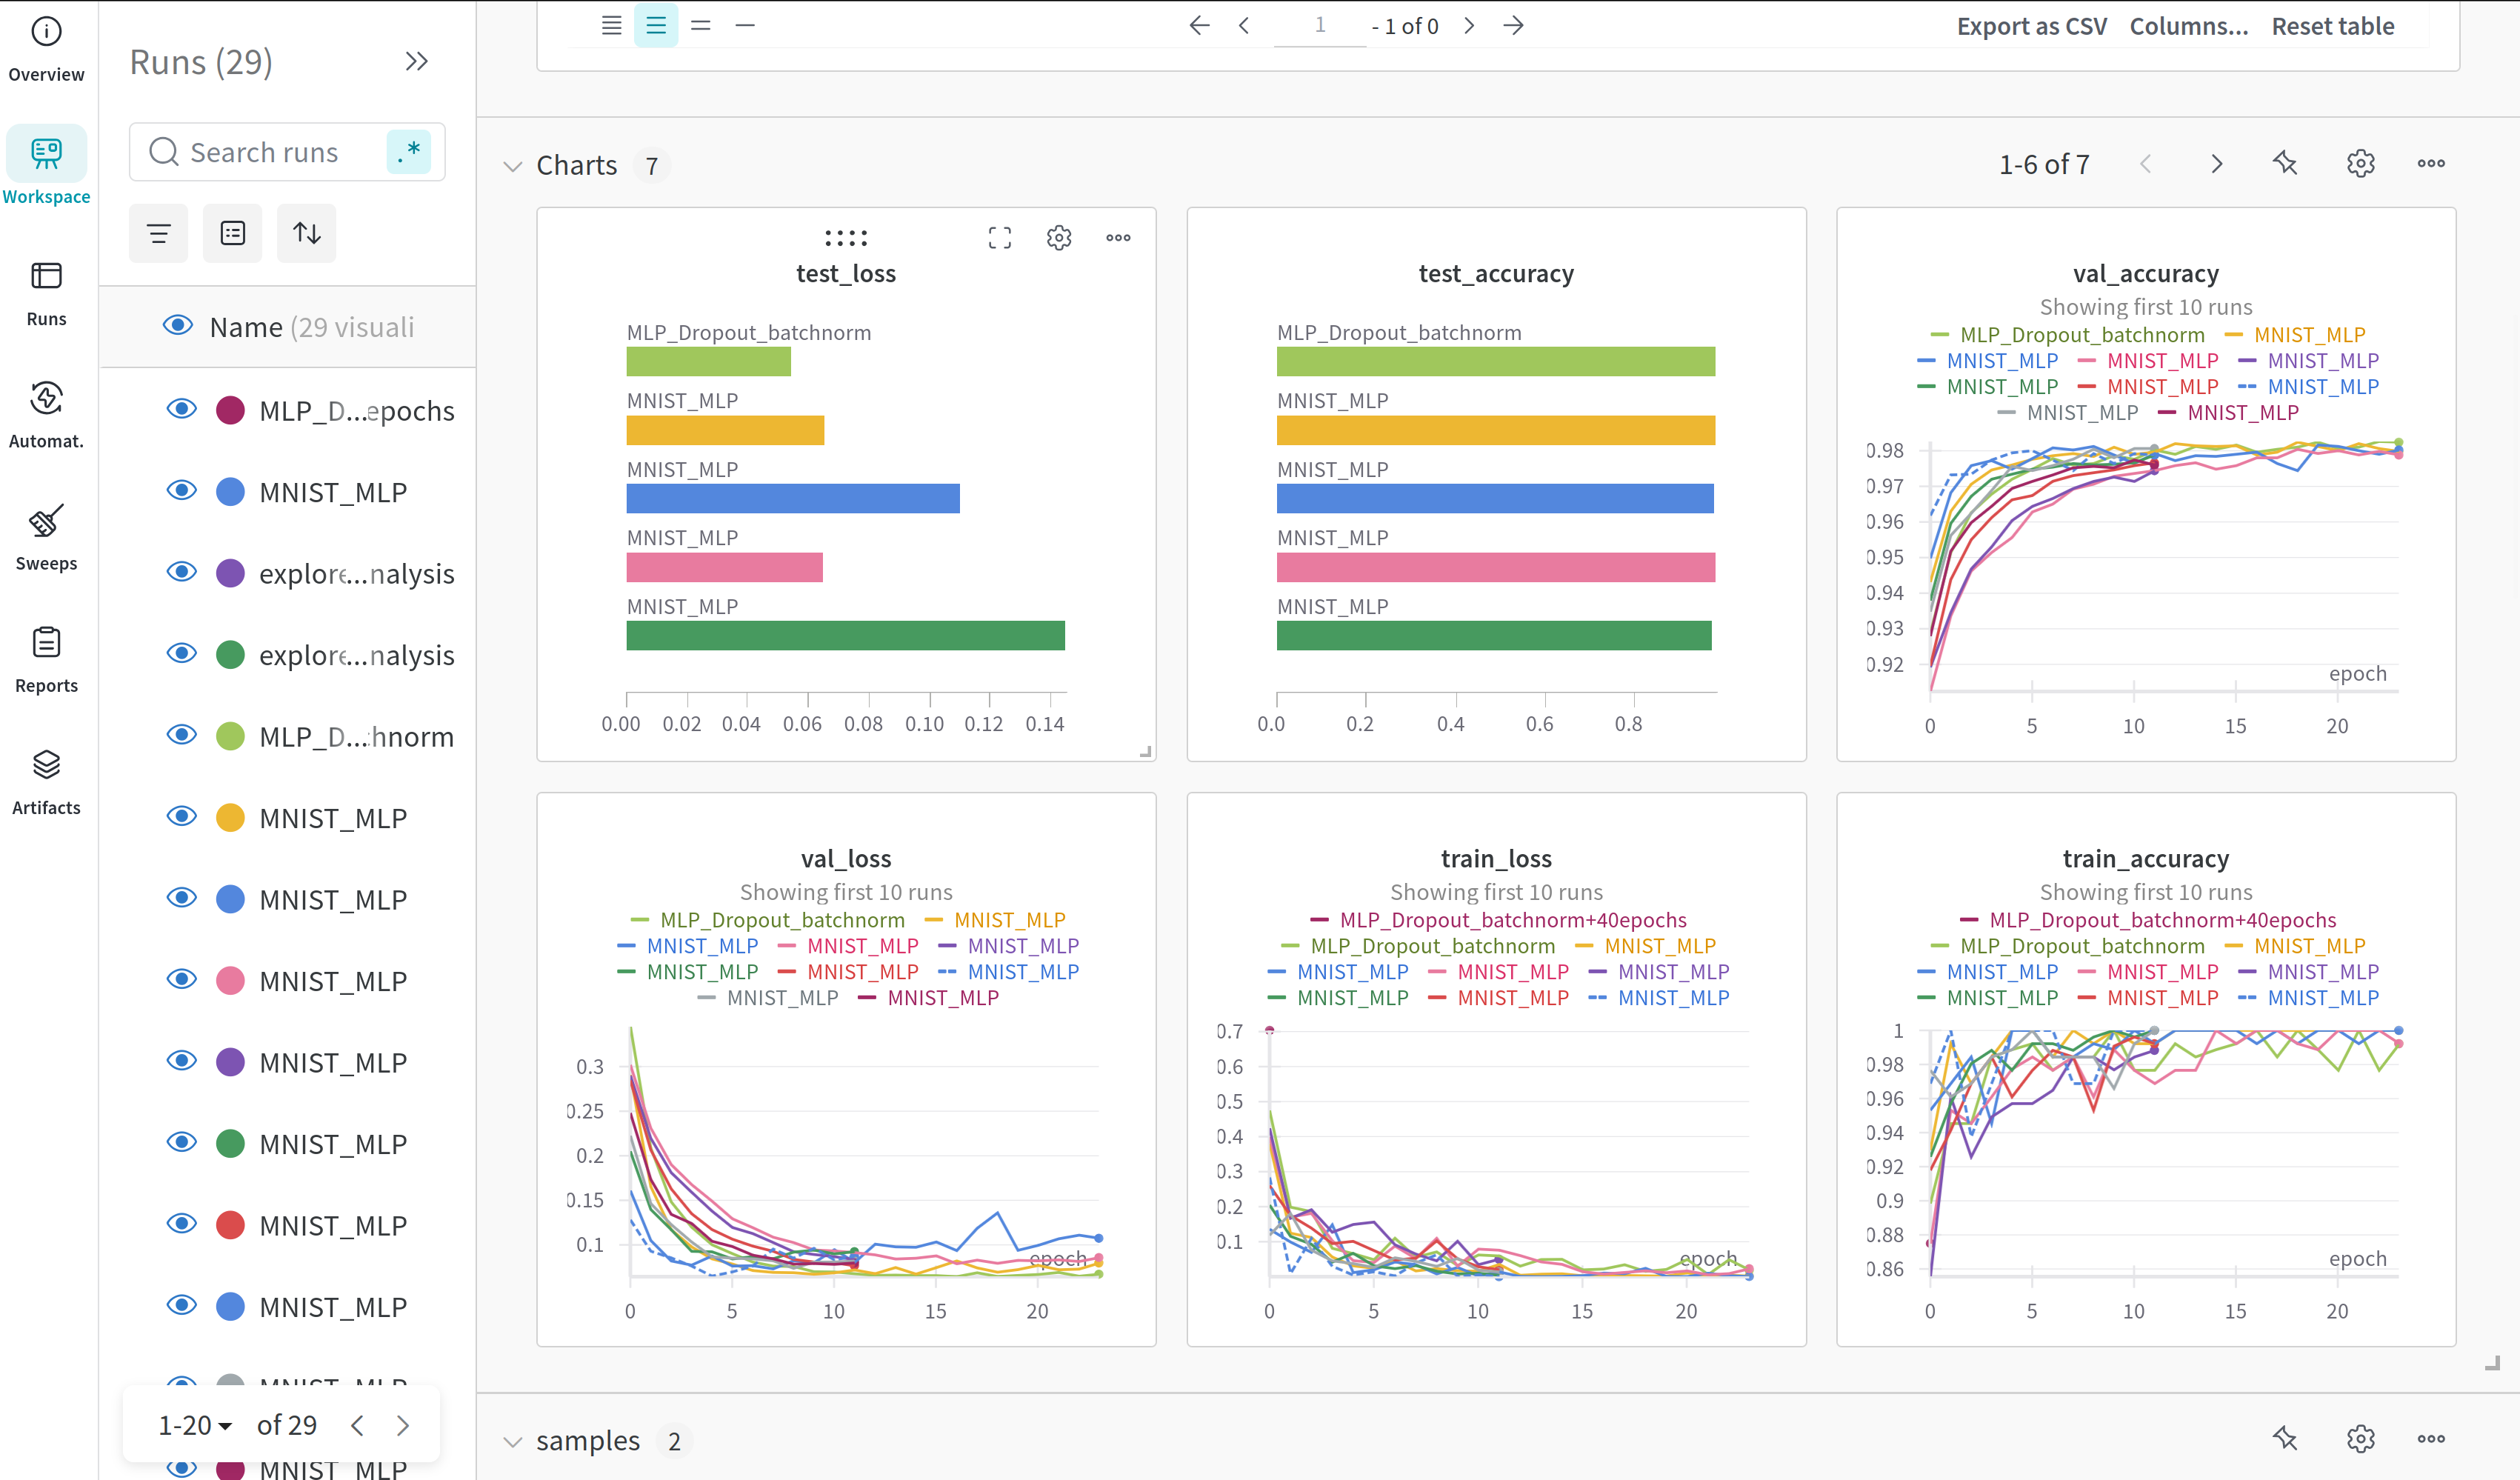 Overview
Workspace
Runs
Automat.
Sweeps
Reports
Artifacts
Runs (29)
Search runs
.*
Name (29 visuali
MLP_D...epochs
MNIST_MLP
explore...nalysis
explore...nalysis
MLP_D...hnorm
MNIST_MLP
MNIST_MLP
MNIST_MLP
MNIST_MLP
MNIST_MLP
MNIST_MLP
MNIST_MLP
MNIST_MLP
1-20 of 29
MNIST_MLP
1 - 1 of 0
Export as CSV Columns... Reset table
Charts 7
1-6 of 7
test_loss
MLP_Dropout_batchnorm
MNIST_MLP
MNIST_MLP
MNIST_MLP
MNIST_MLP
0.00 0.02 0.04 0.06 0.08 0.10 0.12 0.14
test_accuracy
MLP_Dropout_batchnorm
MNIST_MLP
MNIST_MLP
MNIST_MLP
MNIST_MLP
0.0 0.2 0.4 0.6 0.8
val_accuracy
Showing first 10 runs
MLP_Dropout_batchnorm MNIST_MLP
MNIST_MLP MNIST_MLP MNIST_MLP
MNIST_MLP MNIST_MLP MNIST_MLP
MNIST_MLP MNIST_MLP
0.98
0.97
0.96
0.95
0.94
0.93
0.92
epoch
0 5 10 15 20
val_loss
Showing first 10 runs
MLP_Dropout_batchnorm MNIST_MLP
MNIST_MLP MNIST_MLP MNIST_MLP
MNIST_MLP MNIST_MLP MNIST_MLP
MNIST_MLP MNIST_MLP
0.3
0.25
0.2
0.15
0.1
epoch
0 5 10 15 20
train_loss
Showing first 10 runs
MLP_Dropout_batchnorm+40epochs
MLP_Dropout_batchnorm MNIST_MLP
MNIST_MLP MNIST_MLP MNIST_MLP
MNIST_MLP MNIST_MLP MNIST_MLP
0.7
0.6
0.5
0.4
0.3
0.2
0.1
epoch
0 5 10 15 20
train_accuracy
Showing first 10 runs
MLP_Dropout_batchnorm+40epochs
MLP_Dropout_batchnorm MNIST_MLP
MNIST_MLP MNIST_MLP MNIST_MLP
MNIST_MLP MNIST_MLP MNIST_MLP
1
0.98
0.96
0.94
0.92
0.9
0.88
0.86
epoch
0 5 10 15 20
samples 2